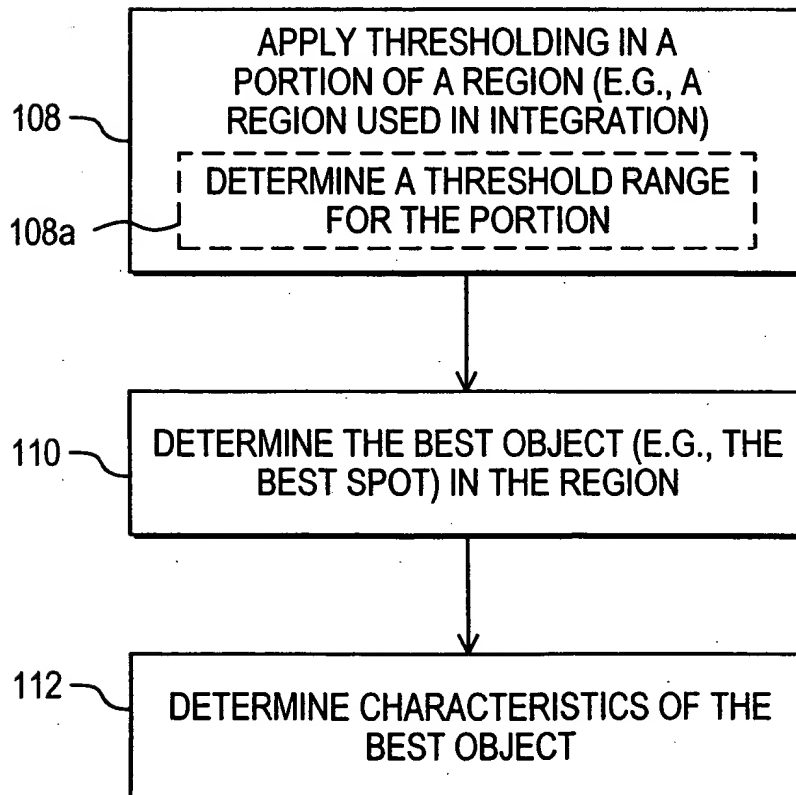 APPLY THRESHOLDING IN A
PORTION OF A REGION (E.G., A
REGION USED IN INTEGRATION)
108
DETERMINE A THRESHOLD RANGE
FOR THE PORTION
108a
DETERMINE THE BEST OBJECT (E.G., THE
BEST SPOT) IN THE REGION
110
DETERMINE CHARACTERISTICS OF THE
BEST OBJECT
112